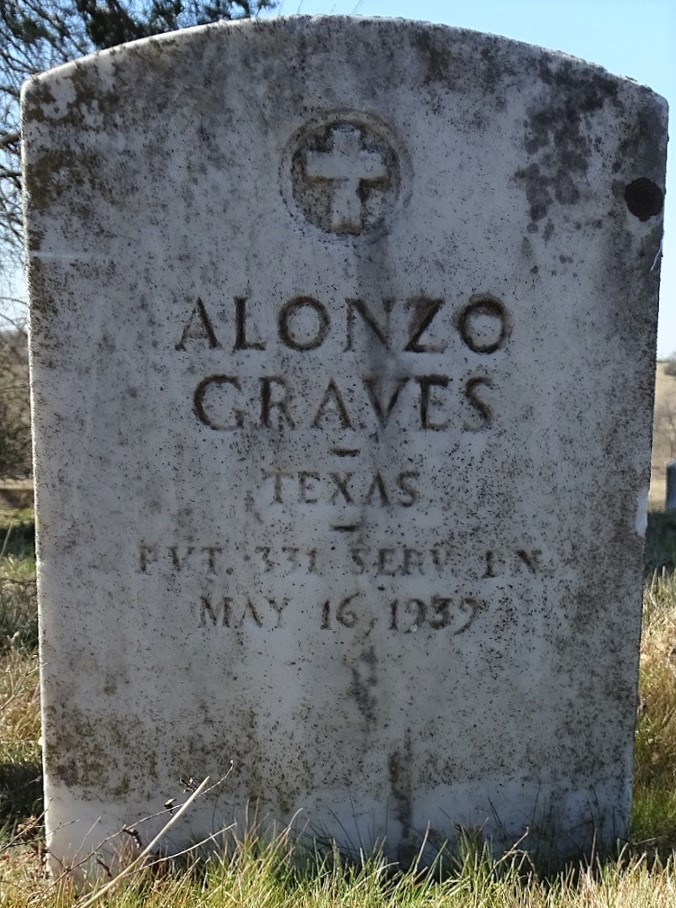 ALONZO
GRAVES
TEXAS
PVT. 331 SERV. BN.
MAY 16, 1939